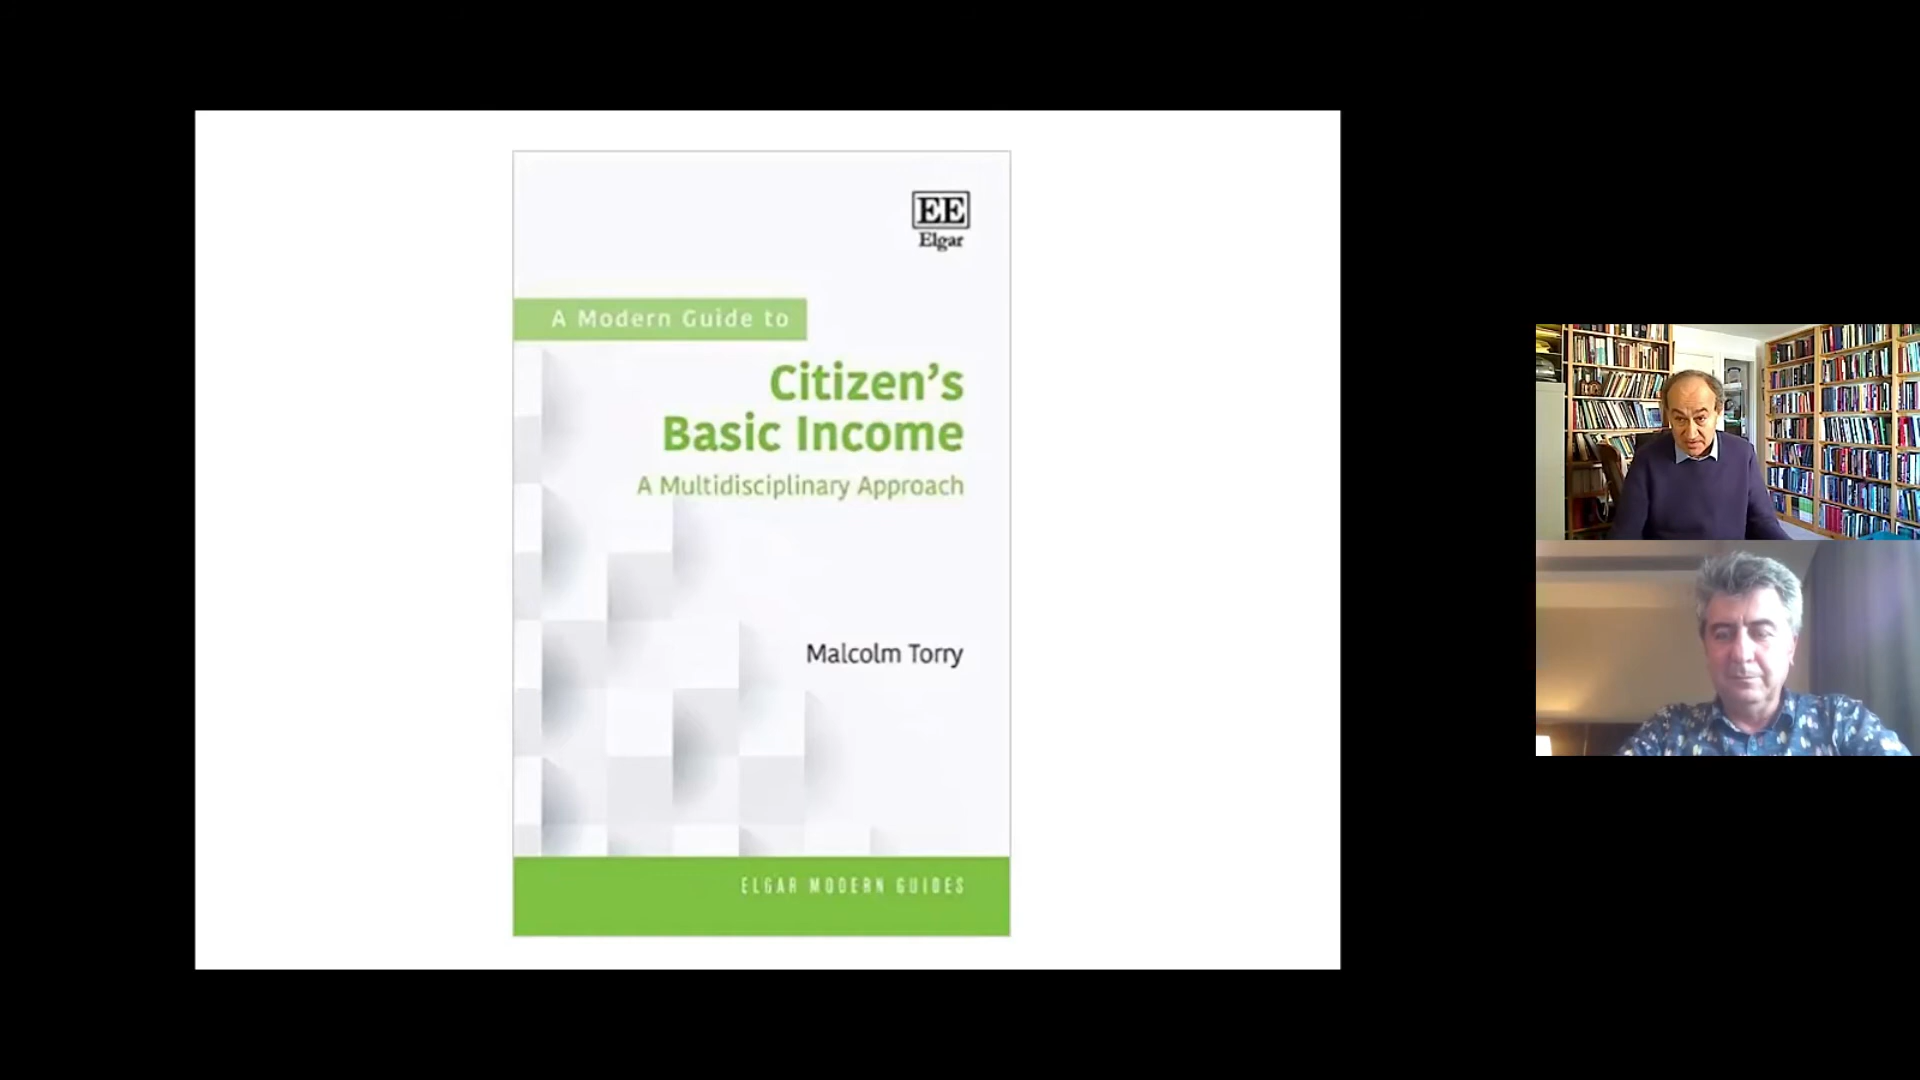 EE
Elgar
A Modern Guide to
Citizen’s
Basic Income
A Multidisciplinary Approach
Malcolm Torry
ELGAR MODERN GUIDES